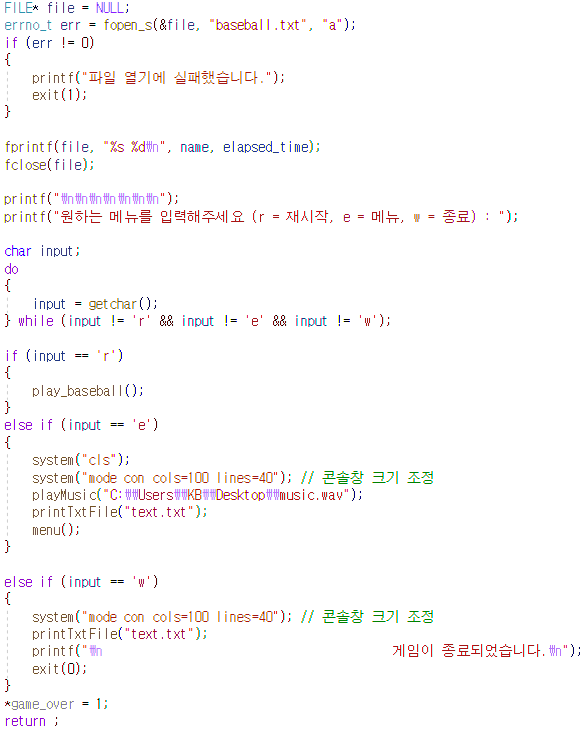 FILE* file = NULL;
errno_t err = fopen_s(&file, "baseball.txt", "a");
if (err != 0)
{
printf("파일 열기에 실패했습니다.");
exit(1);
}
fprintf(file, "%s %d₩n", name, elapsed_time);
fclose(file);
printf("₩n₩n₩n₩n₩n₩n₩n");
printf("원하는 메뉴를 입력해주세요 (r = 재시작, e = 메뉴, w = 종료) : ");
char input;
do
{
input = getchar();
} while (input != 'r' && input != 'e' && input != 'w');
if (input == 'r')
{
play_baseball();
}
else if (input == 'e')
{
system("cls");
system("mode con cols=100 lines=40"); // 콘솔창 크기 조정
playMusic("C:₩₩Users₩₩KB₩₩Desktop₩₩music.wav");
printTxtFile("text.txt");
menu();
}
else if (input == 'w')
{
system("mode con cols=100 lines=40"); // 콘솔창 크기 조정
printTxtFile("text.txt");
printf("₩n 게임이 종료되었습니다.₩n");
exit(0);
}
*game_over = 1;
return ;